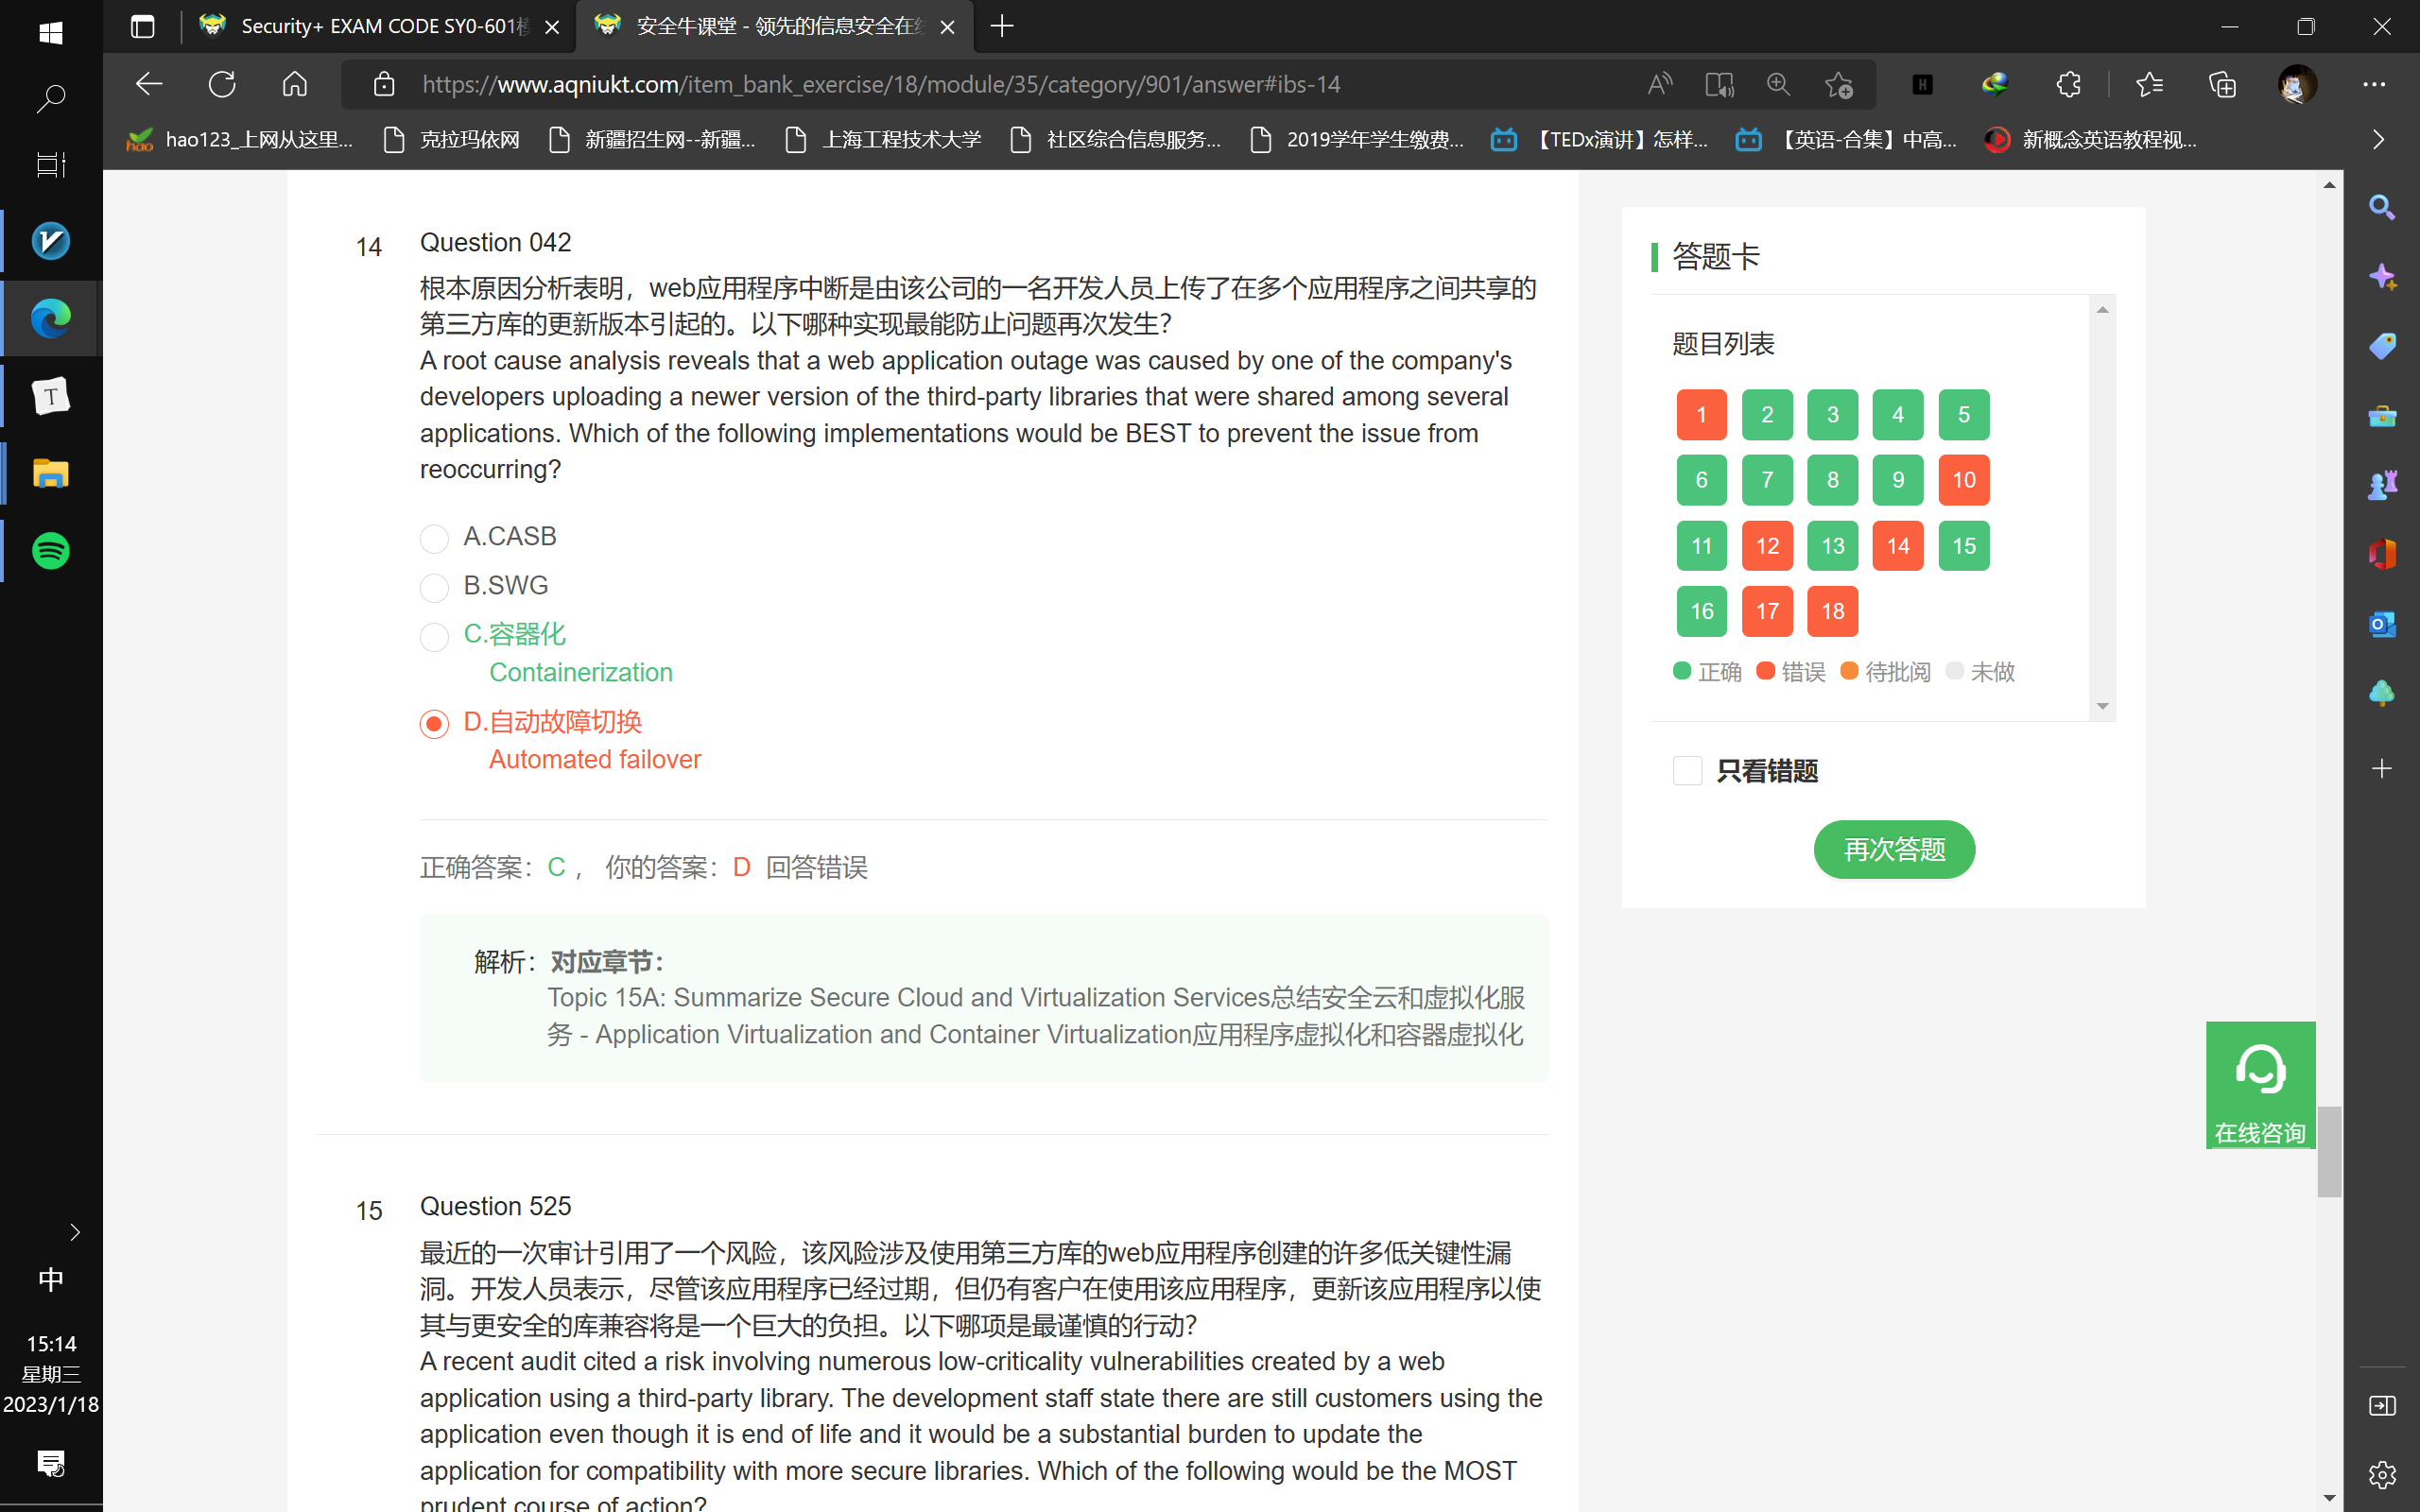 Security+ EXAM CODE SY0-601
安全牛课堂 - 领先的信息安全在
https://www.aqniukt.com/item_bank_exercise/18/module/35/category/901/answer#ibs-14
hao123_上网从这里...
克拉玛依网
新疆招生网--新疆...
上海工程技术大学
社区综合信息服务...
2019学年学生缴费...
【TEDx演讲】怎样...
【英语-合集】中高...
新概念英语教程视...
14 Question 042
根本原因分析表明，web应用程序中断是由该公司的一名开发人员上传了在多个应用程序之间共享的
第三方库的更新版本引起的。以下哪种实现最能防止问题再次发生？
A root cause analysis reveals that a web application outage was caused by one of the company's
developers uploading a newer version of the third-party libraries that were shared among several
applications. Which of the following implementations would be BEST to prevent the issue from
reoccurring?
A.CASB
B.SWG
C.容器化
Containerization
D.自动故障切换
Automated failover
正确答案：C， 你的答案：D 回答错误
解析：对应章节：
Topic 15A: Summarize Secure Cloud and Virtualization Services总结安全云和虚拟化服
务 - Application Virtualization and Container Virtualization应用程序虚拟化和容器虚拟化
15 Question 525
最近的一次审计引用了一个风险，该风险涉及使用第三方库的web应用程序创建的许多低关键性漏
洞。开发人员表示，尽管该应用程序已经过期，但仍有客户在使用该应用程序，更新该应用程序以使
其与更安全的库兼容将是一个巨大的负担。以下哪项是最谨慎的行动？
A recent audit cited a risk involving numerous low-criticality vulnerabilities created by a web
application using a third-party library. The development staff state there are still customers using the
application even though it is end of life and it would be a substantial burden to update the
application for compatibility with more secure libraries. Which of the following would be the MOST
prudent course of action?
答题卡
题目列表
1 2 3 4 5
6 7 8 9 10
11 12 13 14 15
16 17 18
正确 错误 待批阅 未做
只看错题
再次答题
在线咨询
中
15:14
星期三
2023/1/18